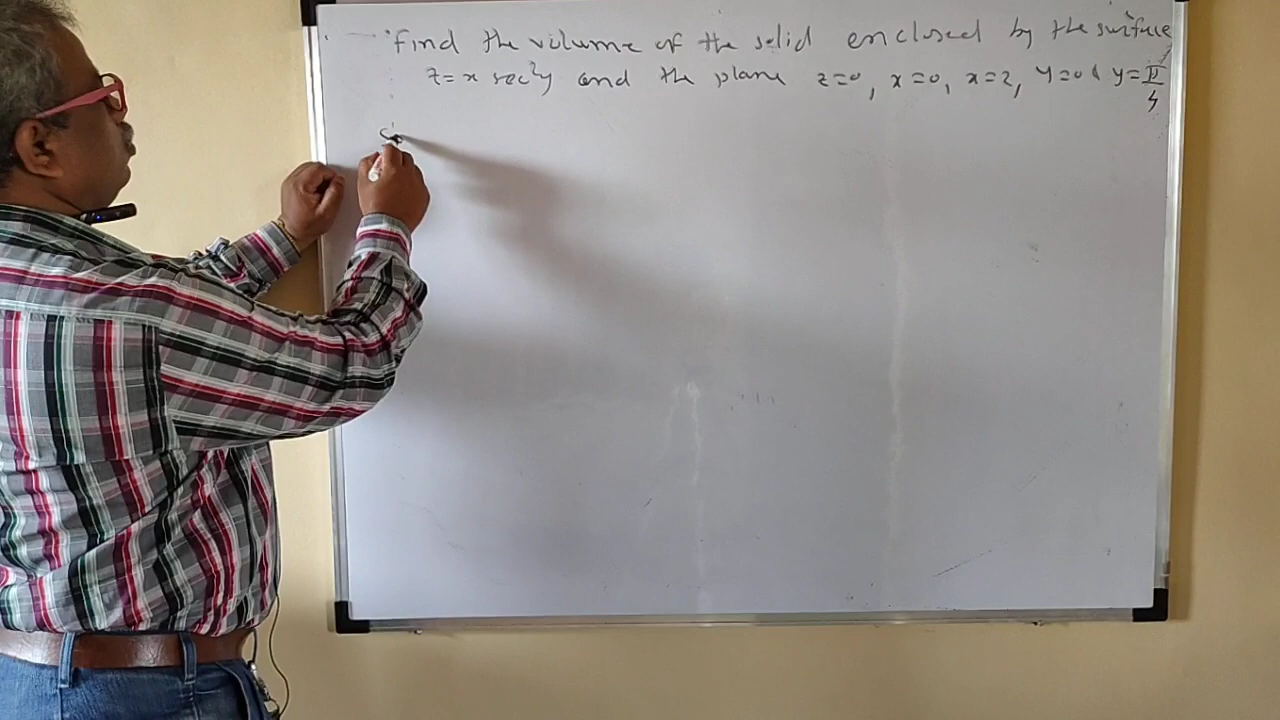 Find the volume of the solid enclosed by the surface
z = x sec²y and the plane z=0, x=0, x=2, y=0 & y=π/4